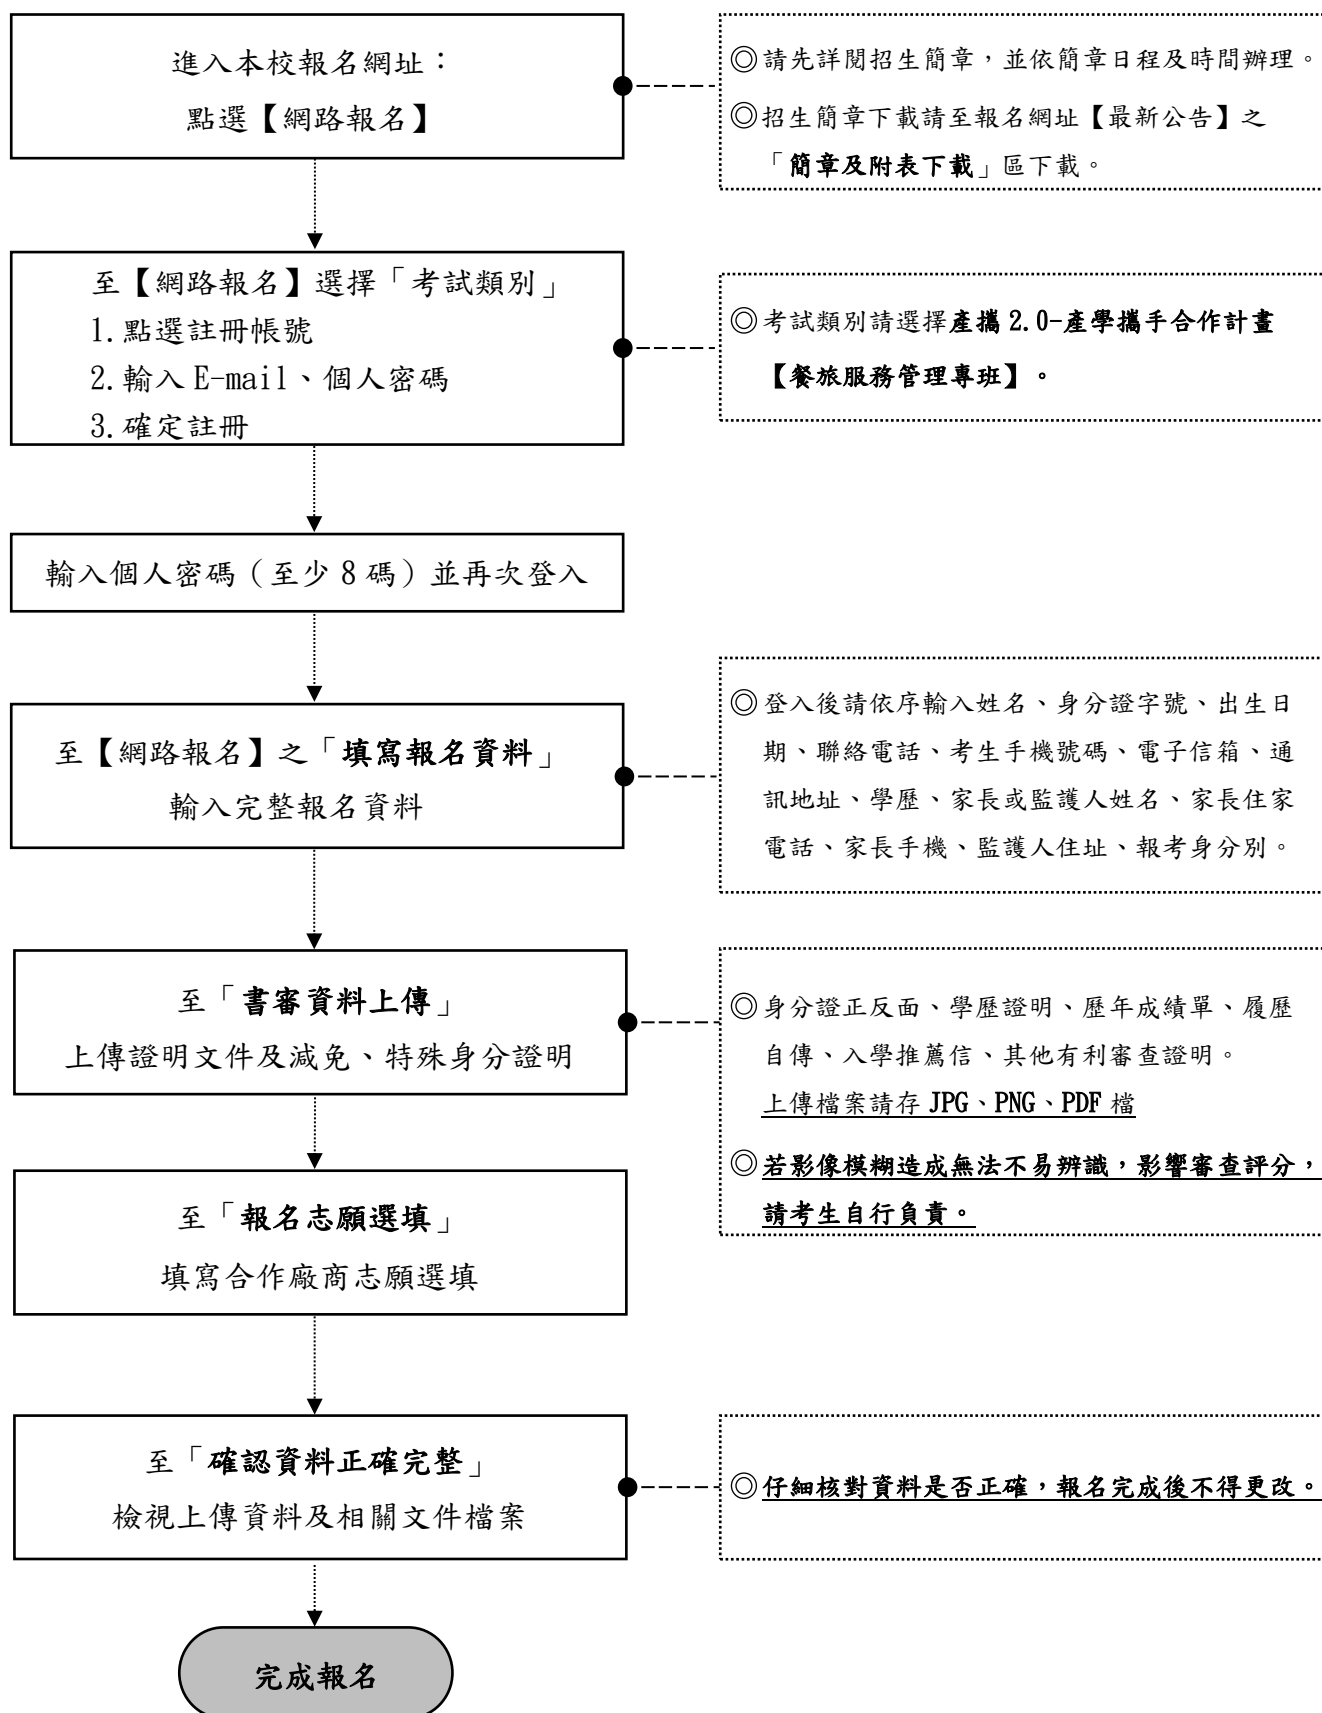 進入本校報名網址：
點選【網路報名】
◎請先詳閱招生簡章，並依簡章日程及時間辦理。
◎招生簡章下載請至報名網址【最新公告】之
「簡章及附表下載」區下載。
至【網路報名】選擇「考試類別」
1.點選註冊帳號
2.輸入 E-mail、個人密碼
3.確定註冊
◎考試類別請選擇產攜 2.0-產學攜手合作計畫
【餐旅服務管理專班】。
輸入個人密碼（至少 8 碼）並再次登入
至【網路報名】之「填寫報名資料」
輸入完整報名資料
◎登入後請依序輸入姓名、身分證字號、出生日
期、聯絡電話、考生手機號碼、電子信箱、通
訊地址、學歷、家長或監護人姓名、家長住家
電話、家長手機、監護人住址、報考身分別。
至「書審資料上傳」
上傳證明文件及減免、特殊身分證明
◎身分證正反面、學歷證明、歷年成績單、履歷
自傳、入學推薦信、其他有利審查證明。
上傳檔案請存 JPG、PNG、PDF 檔
◎若影像模糊造成無法不易辨識，影響審查評分，
請考生自行負責。
至「報名志願選填」
填寫合作廠商志願選填
至「確認資料正確完整」
檢視上傳資料及相關文件檔案
◎仔細核對資料是否正確，報名完成後不得更改。
完成報名